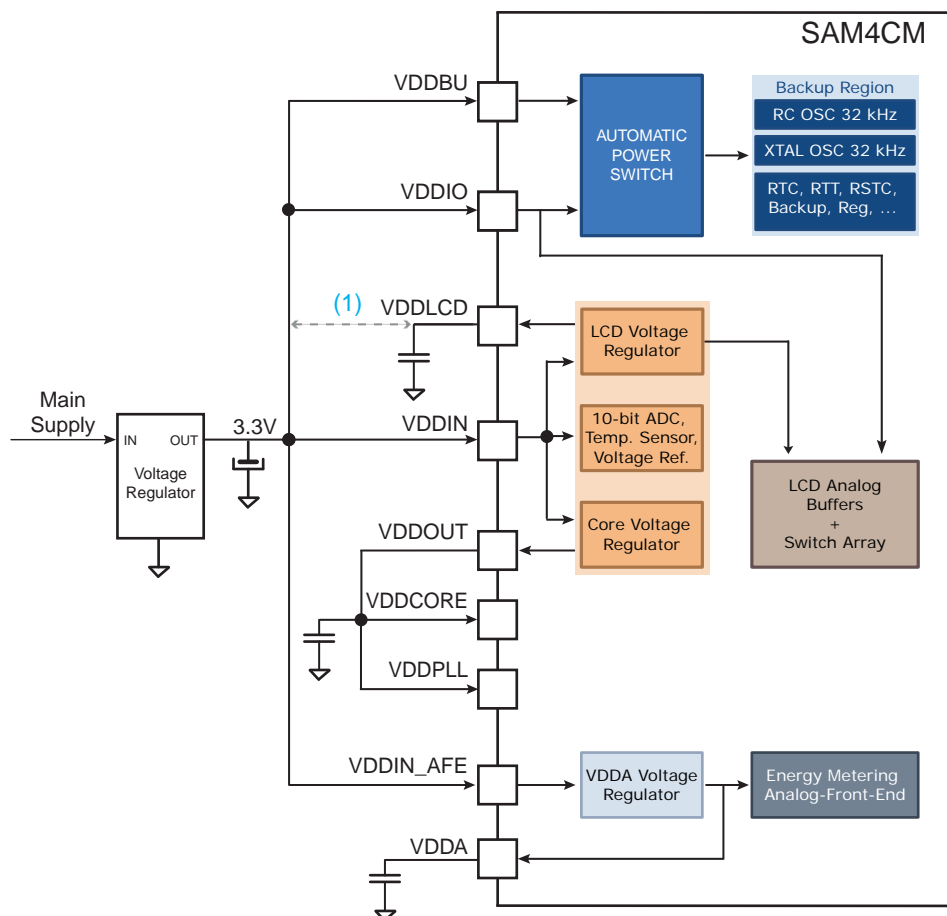 SAM4CM
VDDBU
AUTOMATIC
POWER
SWITCH
Backup Region
RC OSC 32 kHz
XTAL OSC 32 kHz
RTC, RTT, RSTC,
Backup, Reg, ...
VDDIO
(1)
VDDLCD
LCD Voltage
Regulator
Main
Supply
IN
OUT
Voltage
Regulator
3.3V
VDDIN
10-bit ADC,
Temp. Sensor,
Voltage Ref.
LCD Analog
Buffers
+
Switch Array
VDDOUT
Core Voltage
Regulator
VDDCORE
VDDPLL
VDDIN_AFE
VDDA Voltage
Regulator
Energy Metering
Analog-Front-End
VDDA